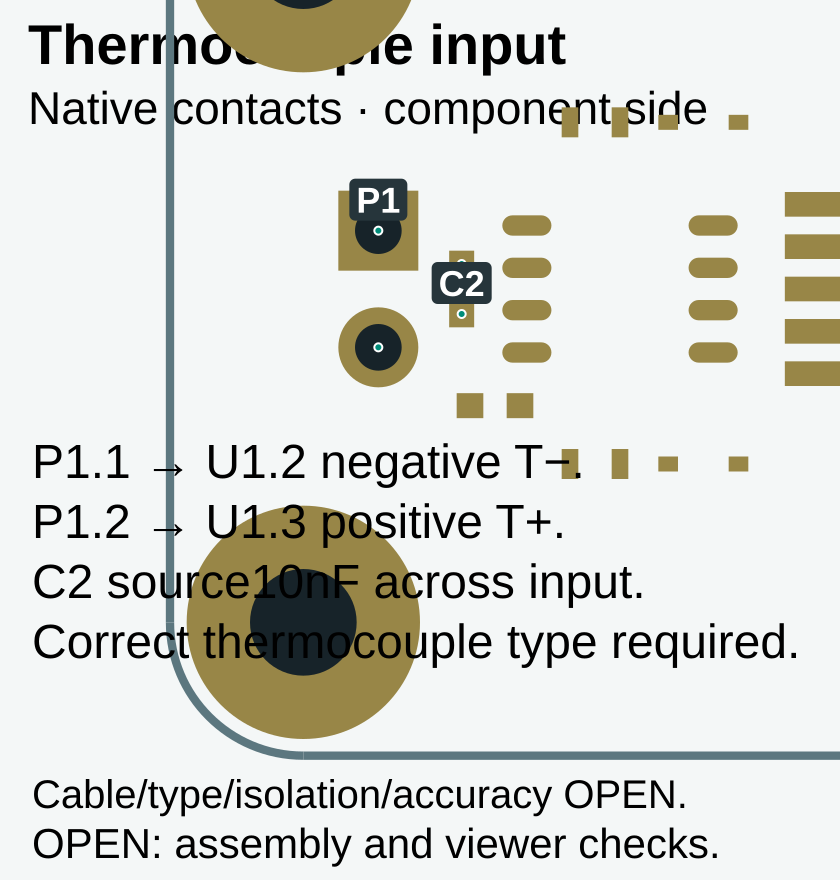 Thermocouple input
Native contacts · component side
P1
C2
P1.1 → U1.2 negative T−.
P1.2 → U1.3 positive T+.
C2 source10nF across input.
Correct thermocouple type required.
Cable/type/isolation/accuracy OPEN.
OPEN: assembly and viewer checks.